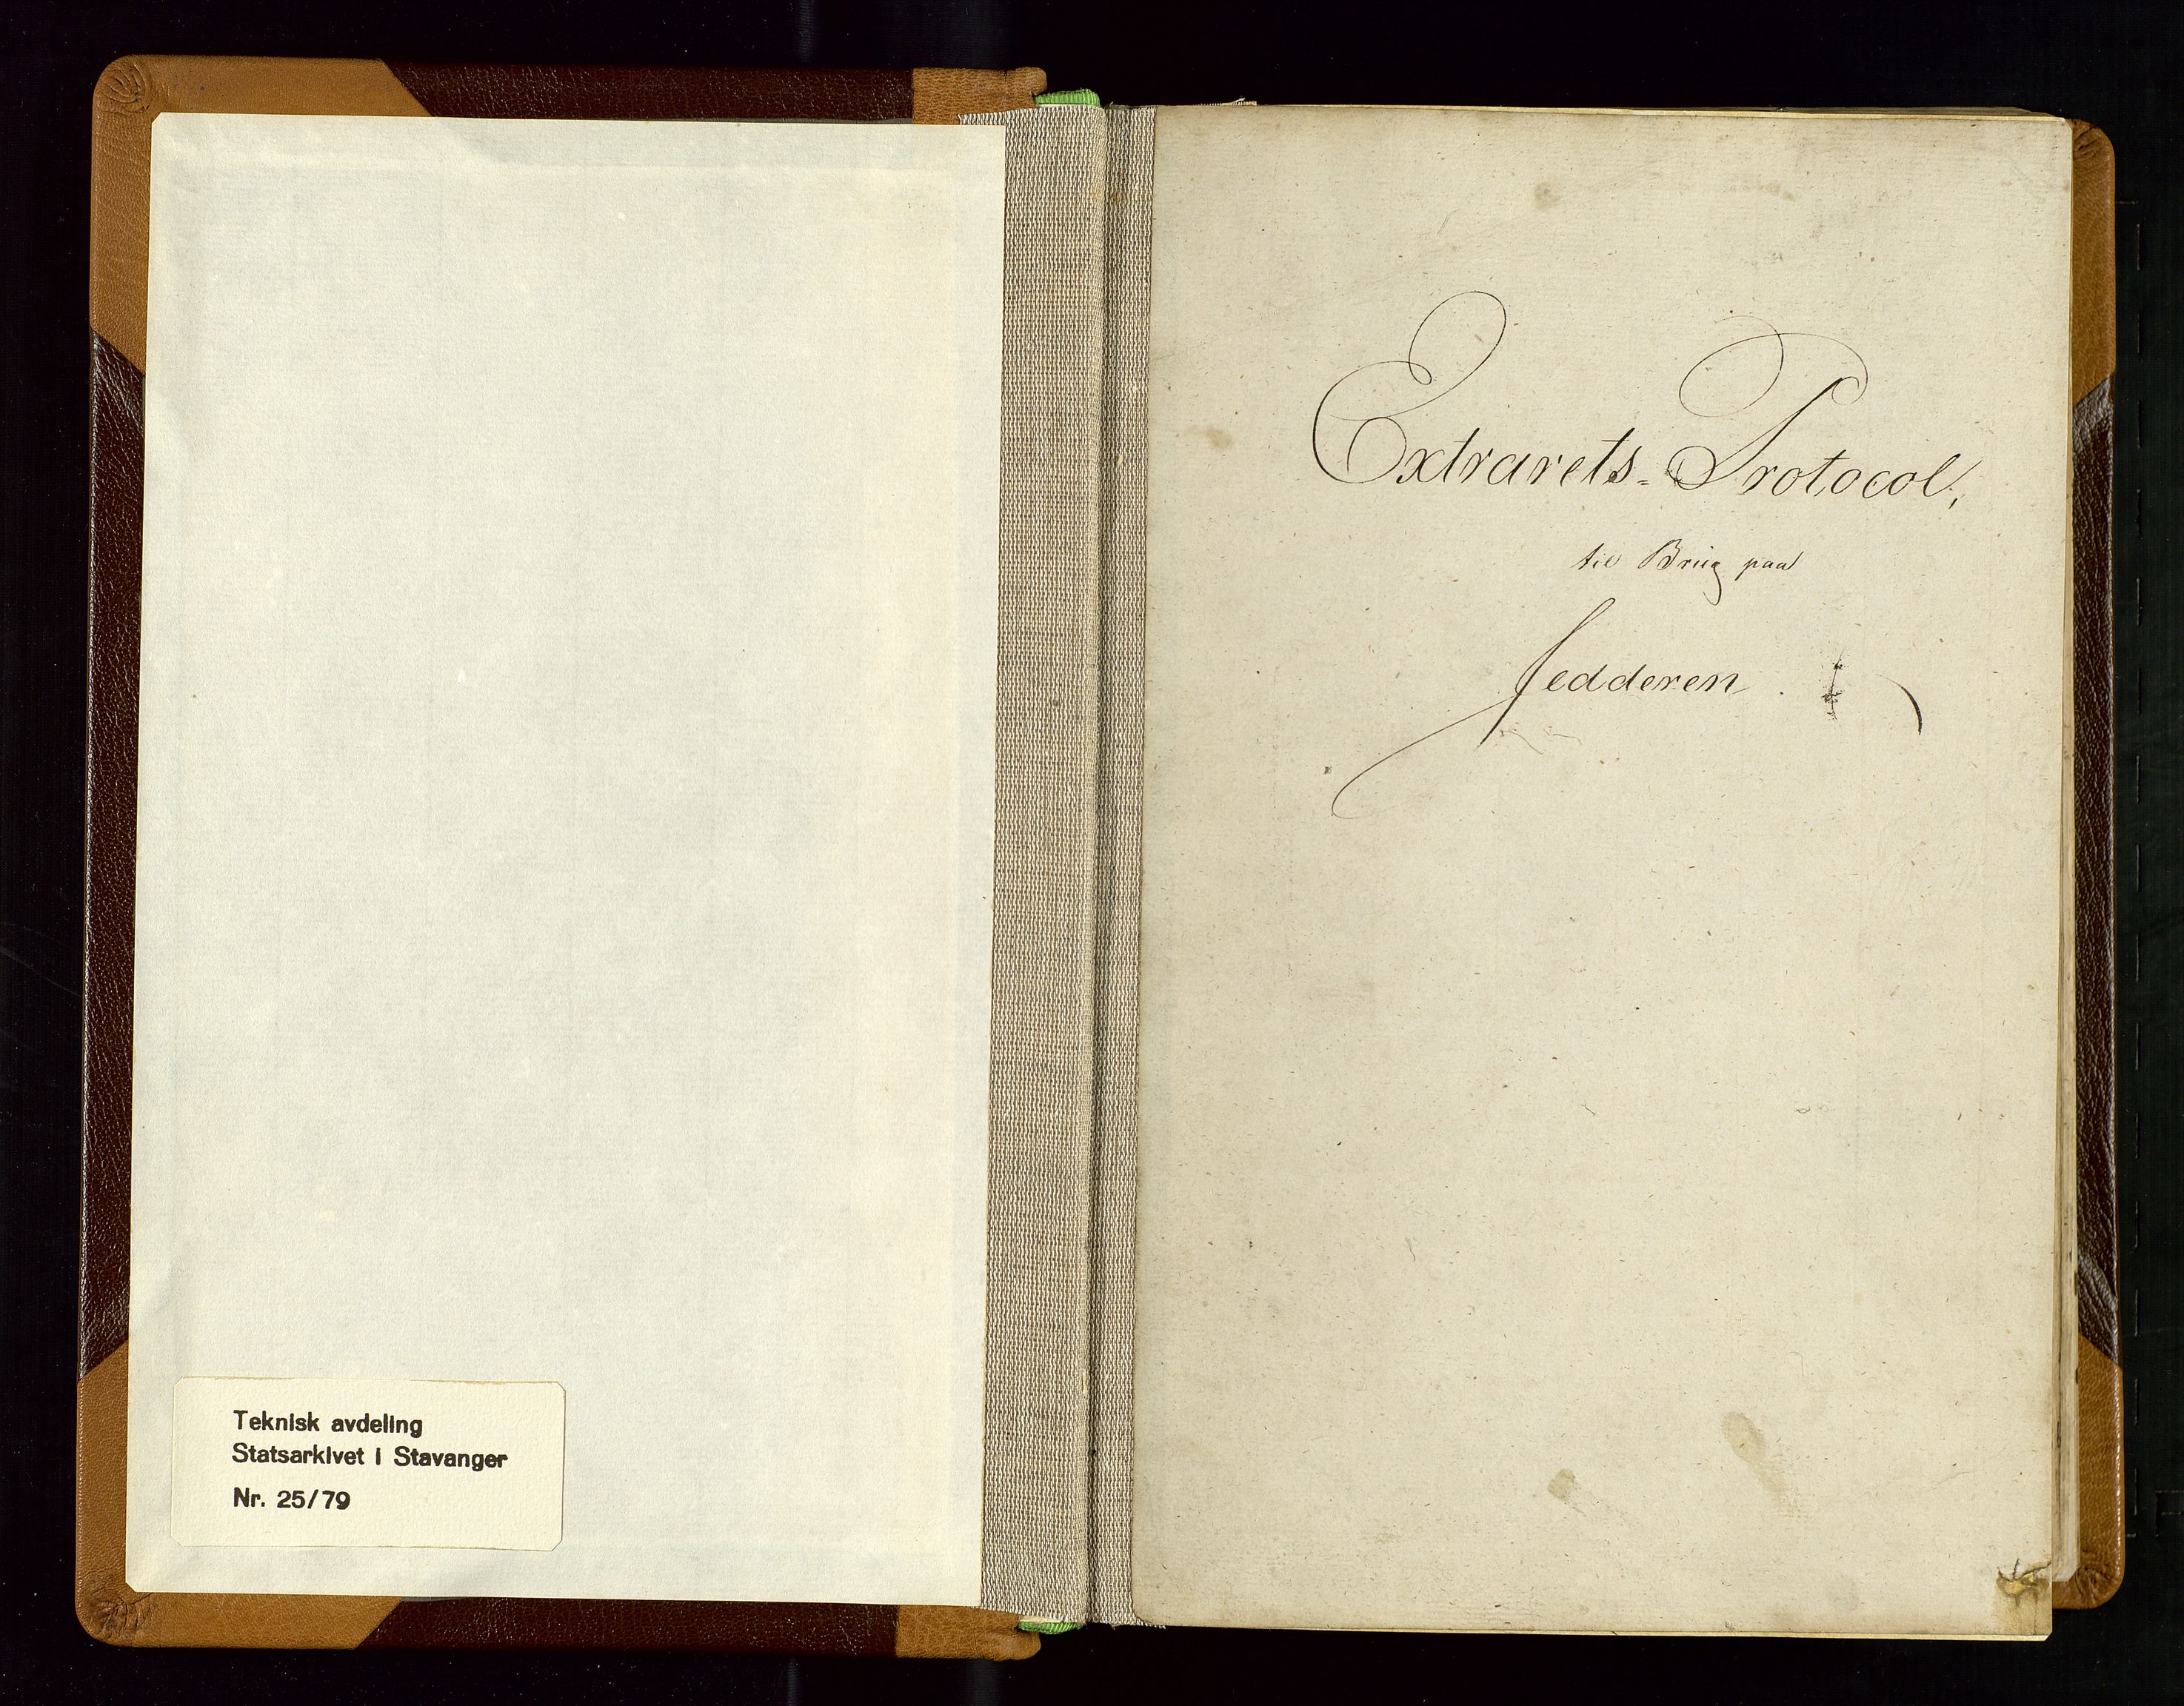 Teknisk avdeling
Statsarkivet i Stavanger
Nr. 25/79
Extrarets-Protocol,
til Brug paa
Jedderen.